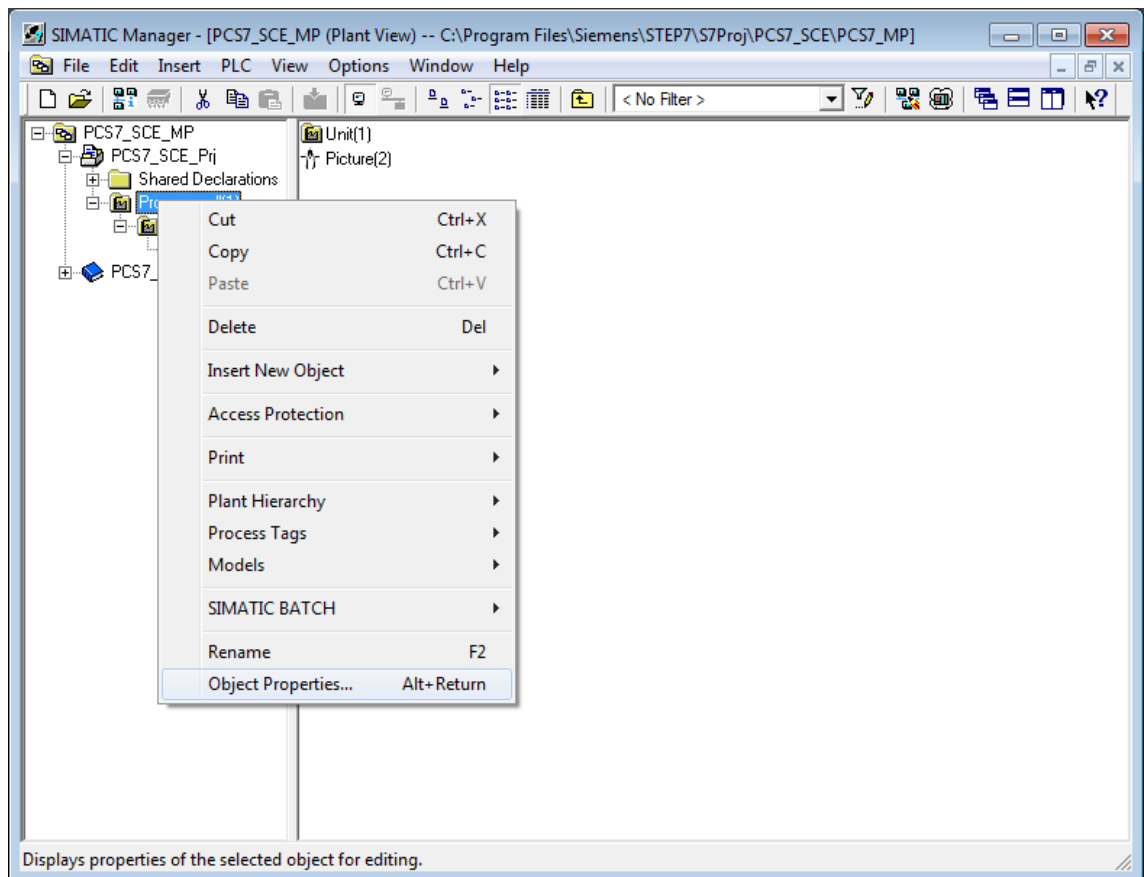 SIMATIC Manager - [PCS7_SCE_MP (Plant View) -- C:\Program Files\Siemens\STEP7\S7Proj\PCS7_SCE\PCS7_MP]
File Edit Insert PLC View Options Window Help
< No Filter >
PCS7_SCE_MP
PCS7_SCE_Prj
Shared Declarations
PCS7_
Unit(1)
Picture(2)
Cut Ctrl+X
Copy Ctrl+C
Paste Ctrl+V
Delete Del
Insert New Object
Access Protection
Print
Plant Hierarchy
Process Tags
Models
SIMATIC BATCH
Rename F2
Object Properties... Alt+Return
Displays properties of the selected object for editing.